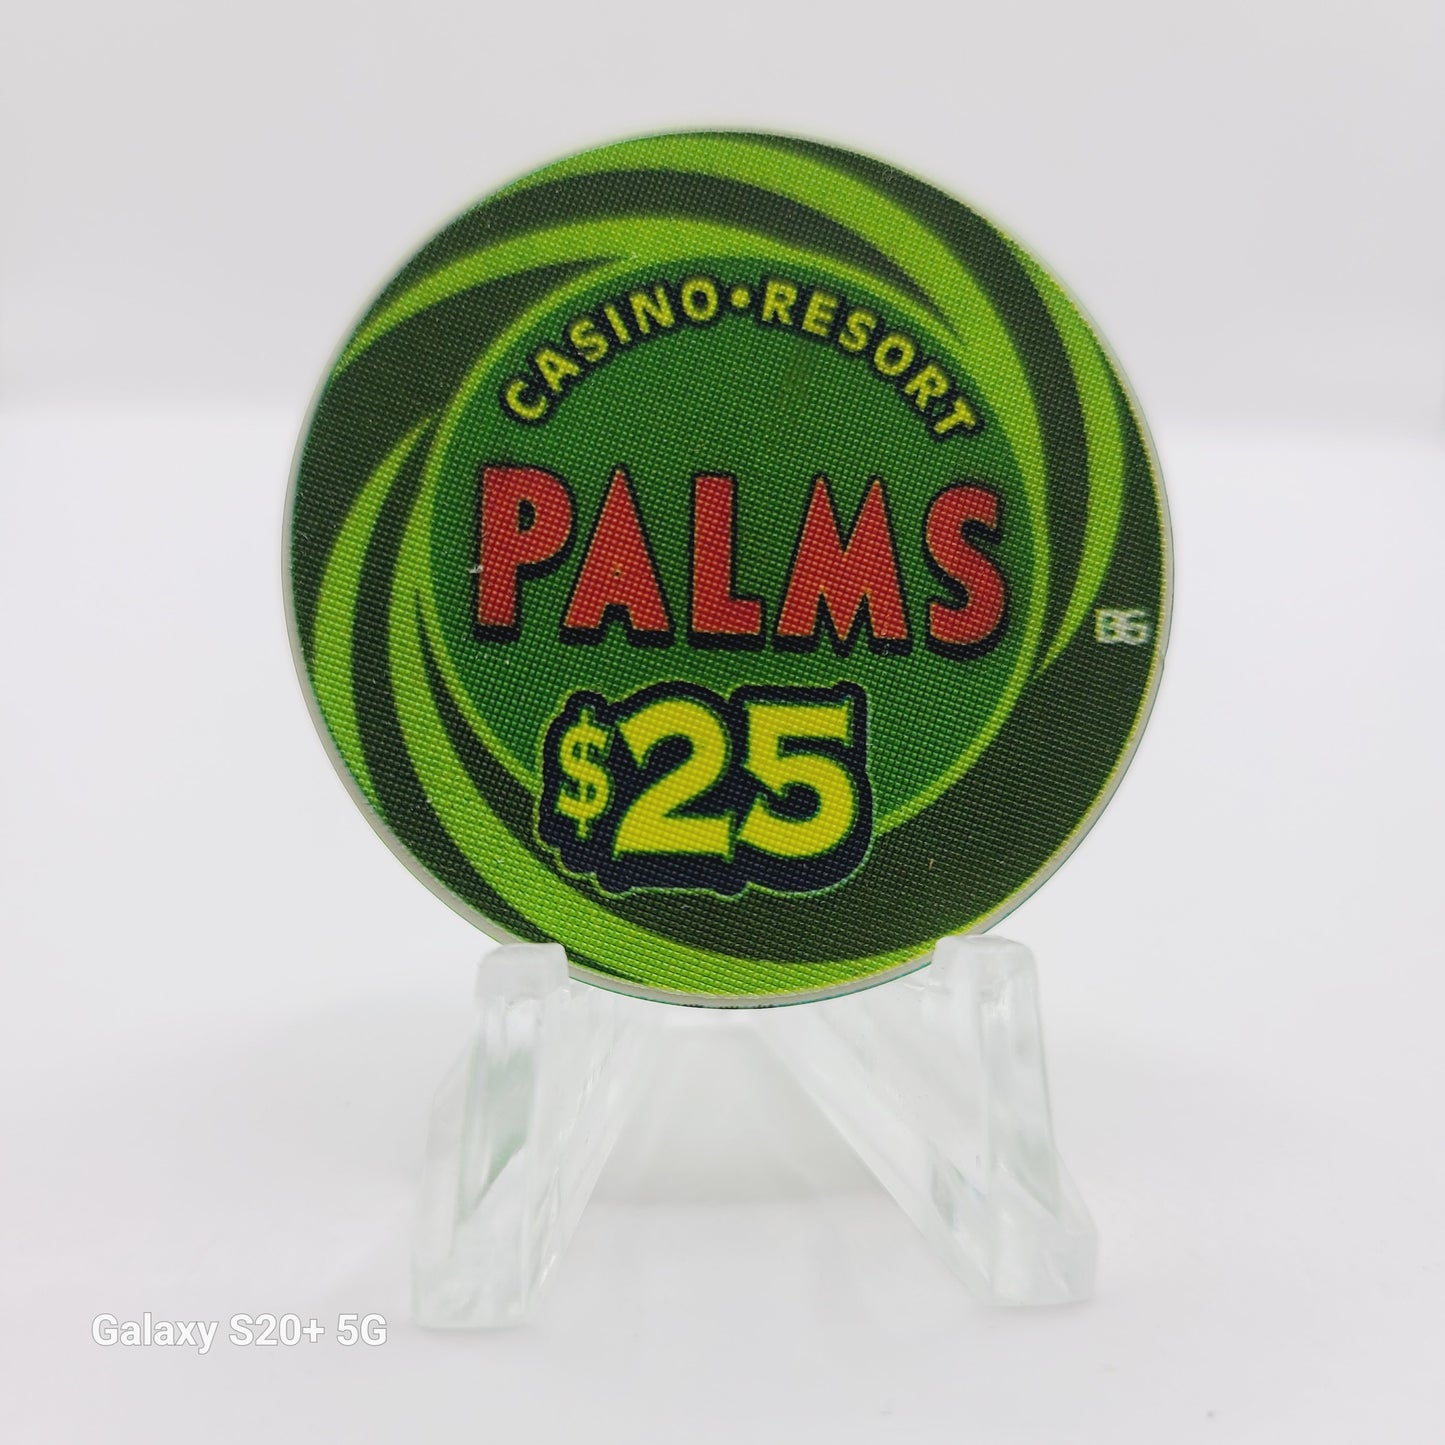 CASINO • RESORT
PALMS
BG
$25
Galaxy S20+ 5G